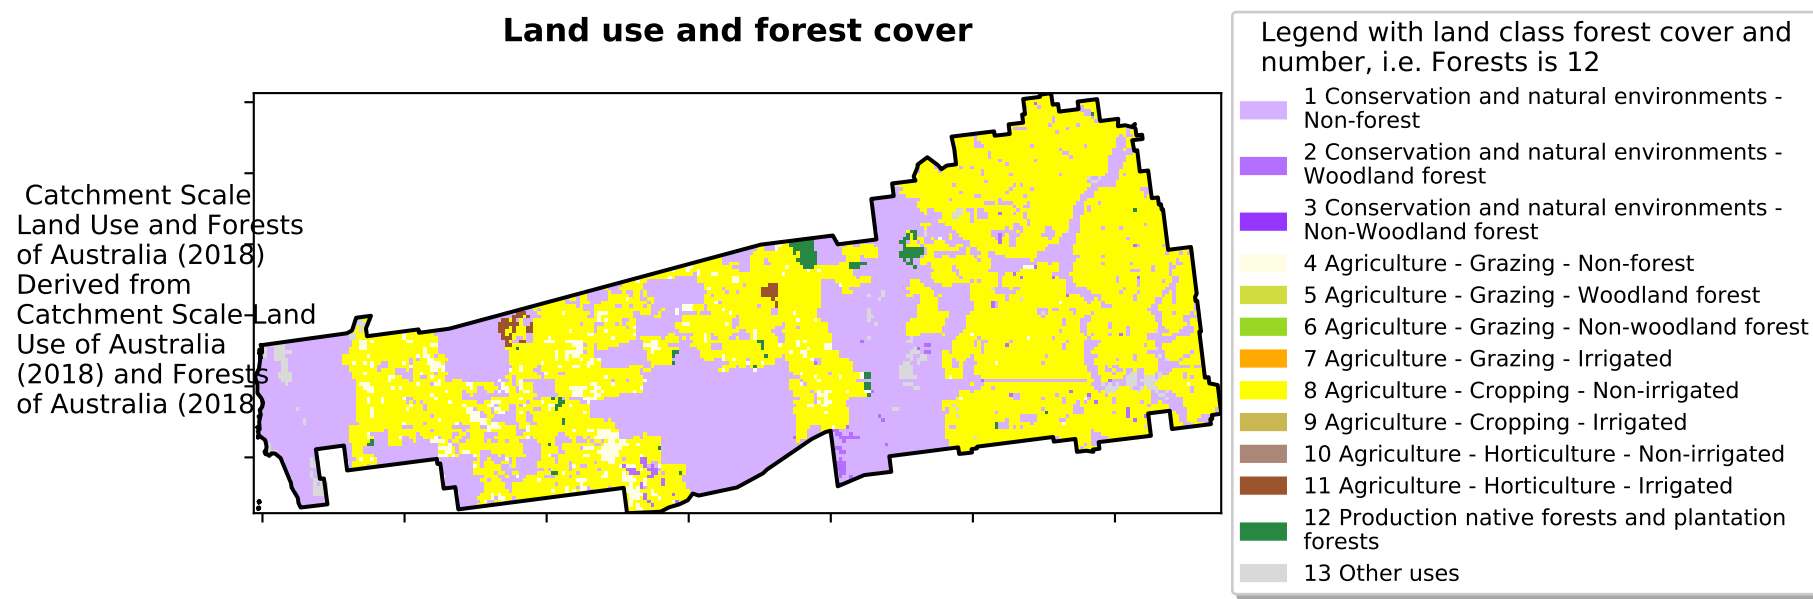 Land use and forest cover
Catchment Scale
Land Use and Forests
of Australia (2018)
Derived from
Catchment Scale Land
Use of Australia
(2018) and Forests
of Australia (2018
Legend with land class forest cover and
number, i.e. Forests is 12
1 Conservation and natural environments -
Non-forest
2 Conservation and natural environments -
Woodland forest
3 Conservation and natural environments -
Non-Woodland forest
4 Agriculture - Grazing - Non-forest
5 Agriculture - Grazing - Woodland forest
6 Agriculture - Grazing - Non-woodland forest
7 Agriculture - Grazing - Irrigated
8 Agriculture - Cropping - Non-irrigated
9 Agriculture - Cropping - Irrigated
10 Agriculture - Horticulture - Non-irrigated
11 Agriculture - Horticulture - Irrigated
12 Production native forests and plantation
forests
13 Other uses